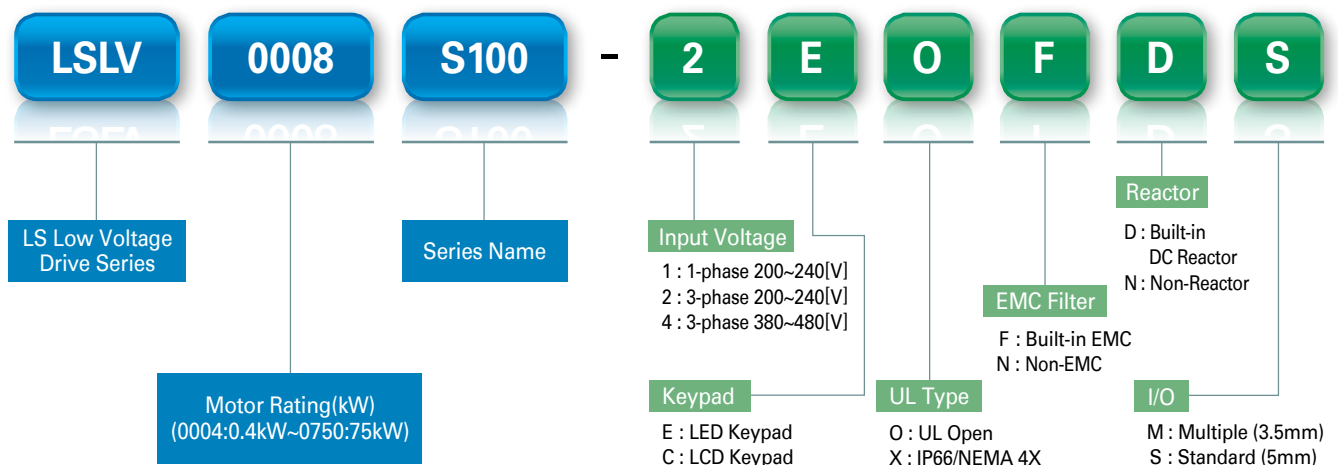 LSLV 0008 S100 - 2 E O F D S
LS Low Voltage
Drive Series
Motor Rating(kW)
(0004:0.4kW~0750:75kW)
Series Name
Input Voltage
1 : 1-phase 200~240[V]
2 : 3-phase 200~240[V]
4 : 3-phase 380~480[V]
Keypad
E : LED Keypad
C : LCD Keypad
UL Type
O : UL Open
X : IP66/NEMA 4X
EMC Filter
F : Built-in EMC
N : Non-EMC
Reactor
D : Built-in
DC Reactor
N : Non-Reactor
I/O
M : Multiple (3.5mm)
S : Standard (5mm)